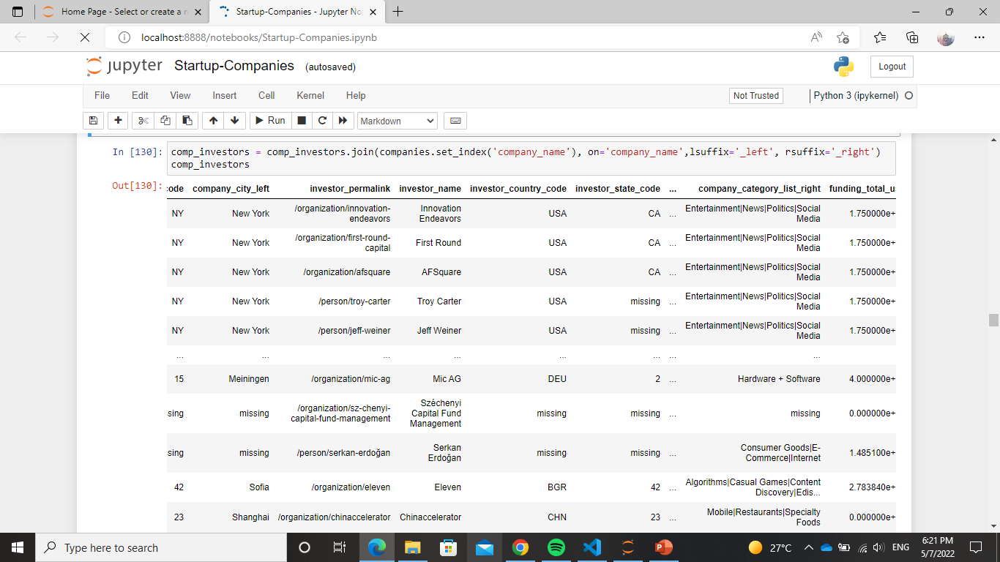 Home Page - Select or create a n
Startup-Companies - Jupyter No
localhost:8888/notebooks/Startup-Companies.ipynb
jupyter Startup-Companies (autosaved)
Logout
File Edit View Insert Cell Kernel Help
Not Trusted
Python 3 (ipykernel)
Run
Markdown
In [130]: comp_investors = comp_investors.join(companies.set_index('company_name'), on='company_name',lsuffix='_left', rsuffix='_right')
comp_investors
Out[130]:
code company_city_left investor_permalink investor_name investor_country_code investor_state_code ... company_category_list_right funding_total_us
NY New York /organization/innovation-endeavors Innovation Endeavors USA CA ... Entertainment|News|Politics|Social Media 1.750000e+
NY New York /organization/first-round-capital First Round USA CA ... Entertainment|News|Politics|Social Media 1.750000e+
NY New York /organization/afsquare AFSquare USA CA ... Entertainment|News|Politics|Social Media 1.750000e+
NY New York /person/troy-carter Troy Carter USA missing ... Entertainment|News|Politics|Social Media 1.750000e+
NY New York /person/jeff-weiner Jeff Weiner USA missing ... Entertainment|News|Politics|Social Media 1.750000e+
... ... ... ... ... ... ... ...
15 Meiningen /organization/mic-ag Mic AG DEU 2 ... Hardware + Software 4.000000e+
sing missing /organization/sz-chenyi-capital-fund-management Széchenyi Capital Fund Management missing missing ... missing 0.000000e+
sing missing /person/serkan-erdoğan Serkan Erdoğan missing missing ... Consumer Goods|E-Commerce|Internet 1.485100e+
42 Sofia /organization/eleven Eleven BGR 42 ... Algorithms|Casual Games|Content Discovery|Edis... 2.783840e+
23 Shanghai /organization/chinaccelerator Chinaccelerator CHN 23 ... Mobile|Restaurants|Specialty Foods 0.000000e+
Type here to search
27°C
ENG
6:21 PM
5/7/2022